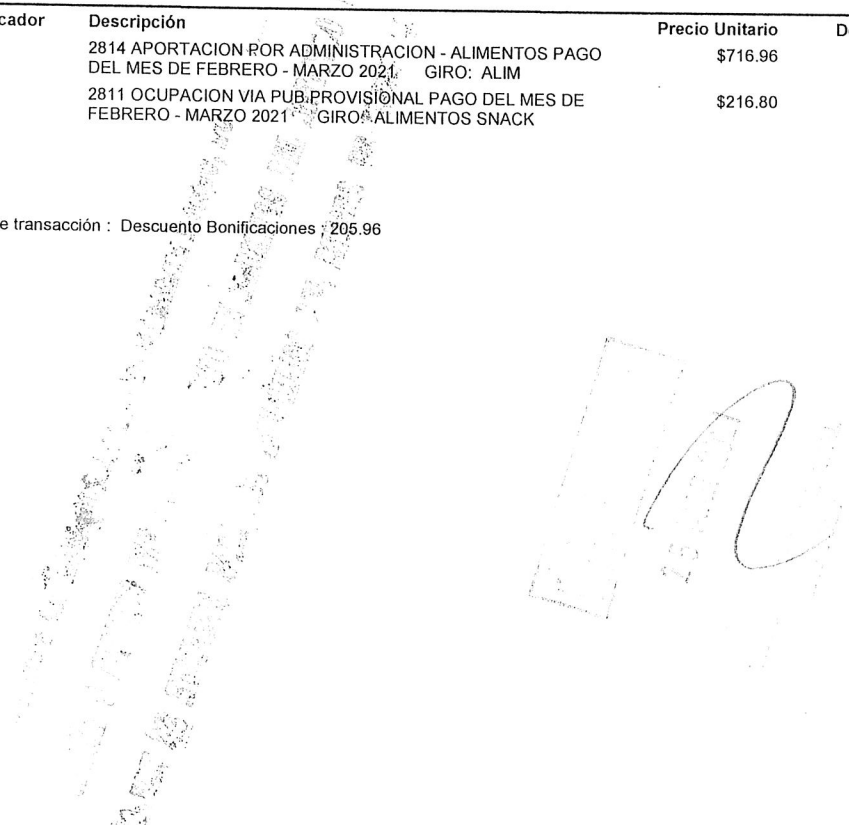 cador Descripción Precio Unitario D
2814 APORTACION POR ADMINISTRACION - ALIMENTOS PAGO $716.96
DEL MES DE FEBRERO - MARZO 2021 GIRO: ALIM
2811 OCUPACION VIA PUB.PROVISIONAL PAGO DEL MES DE $216.80
FEBRERO - MARZO 2021 GIRO: ALIMENTOS SNACK
e transacción : Descuento Bonificaciones ; 205.96